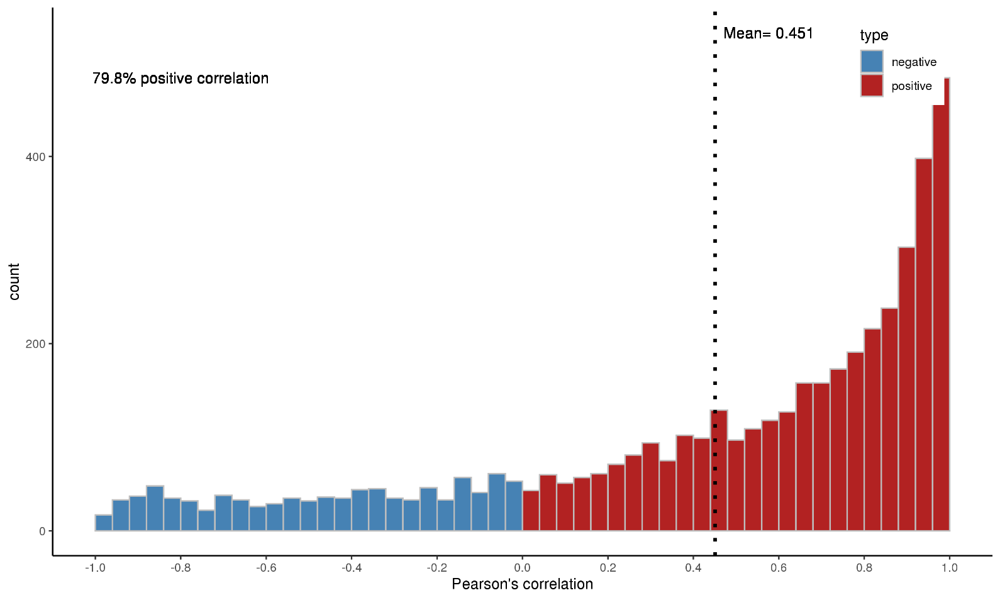 Mean= 0.451
type
negative
positive
79.8% positive correlation
400
200
0
count
-1.0 -0.8 -0.6 -0.4 -0.2 0.0 0.2 0.4 0.6 0.8 1.0
Pearson's correlation